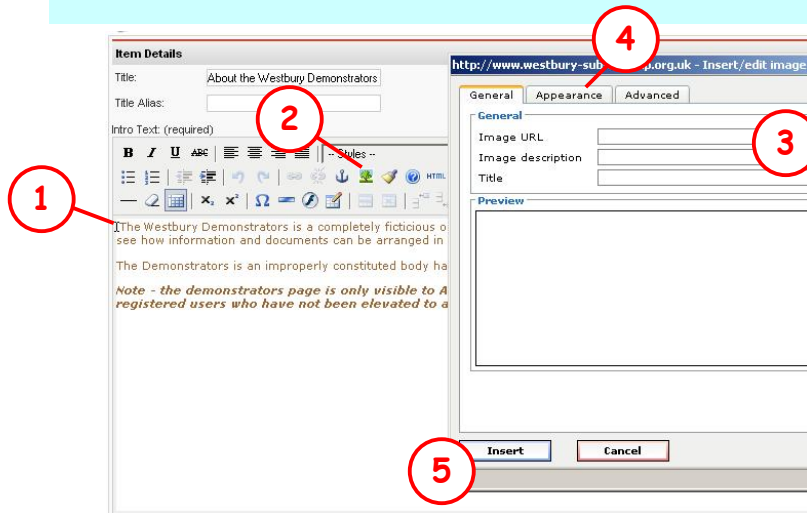 Item Details
Title: About the Westbury Demonstrators
Title Alias:
Intro Text: (required)
B I U ABC -- Styles --
HTML
X₂ X² Ω
The Westbury Demonstrators is a completely ficticious o
see how information and documents can be arranged in
The Demonstrators is an improperly constituted body ha
Note - the demonstrators page is only visible to A
registered users who have not been elevated to a
http://www.westbury-sub p.org.uk - Insert/edit image
General Appearance Advanced
General
Image URL
Image description
Title
Preview
Insert Cancel
1
2
3
4
5